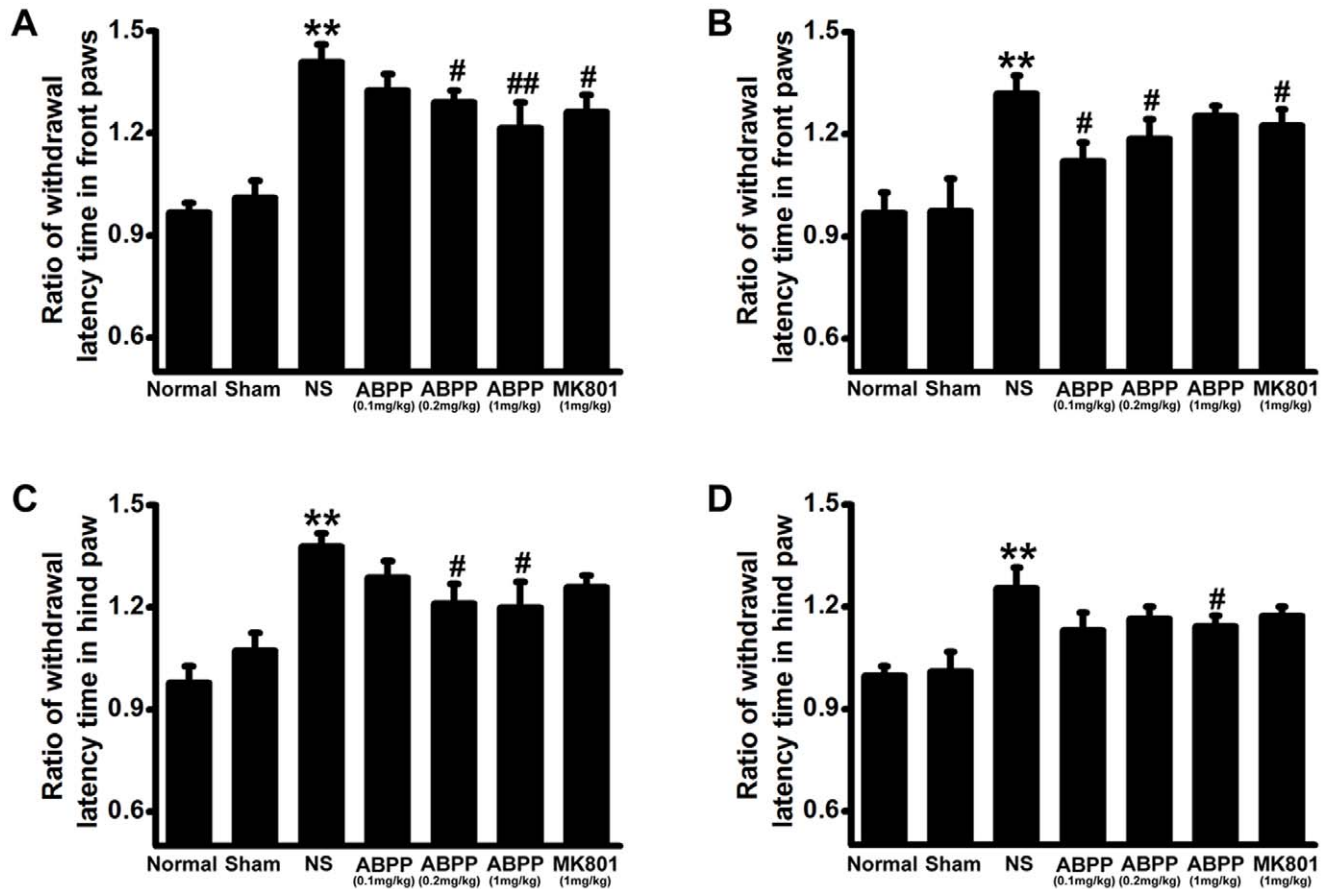 A
Ratio of withdrawal
latency time in front paws
1.5
1.2
0.9
0.6
**
#
##
#
Normal Sham NS ABPP ABPP ABPP MK801
(0.1mg/kg) (0.2mg/kg) (1mg/kg) (1mg/kg)
B
Ratio of withdrawal
latency time in front paws
1.5
1.2
0.9
0.6
**
#
#
#
Normal Sham NS ABPP ABPP ABPP MK801
(0.1mg/kg) (0.2mg/kg) (1mg/kg) (1mg/kg)
C
Ratio of withdrawal
latency time in hind paw
1.5
1.2
0.9
0.6
**
#
#
Normal Sham NS ABPP ABPP ABPP MK801
(0.1mg/kg) (0.2mg/kg) (1mg/kg) (1mg/kg)
D
Ratio of withdrawal
latency time in hind paw
1.5
1.2
0.9
0.6
**
#
Normal Sham NS ABPP ABPP ABPP MK801
(0.1mg/kg) (0.2mg/kg) (1mg/kg) (1mg/kg)